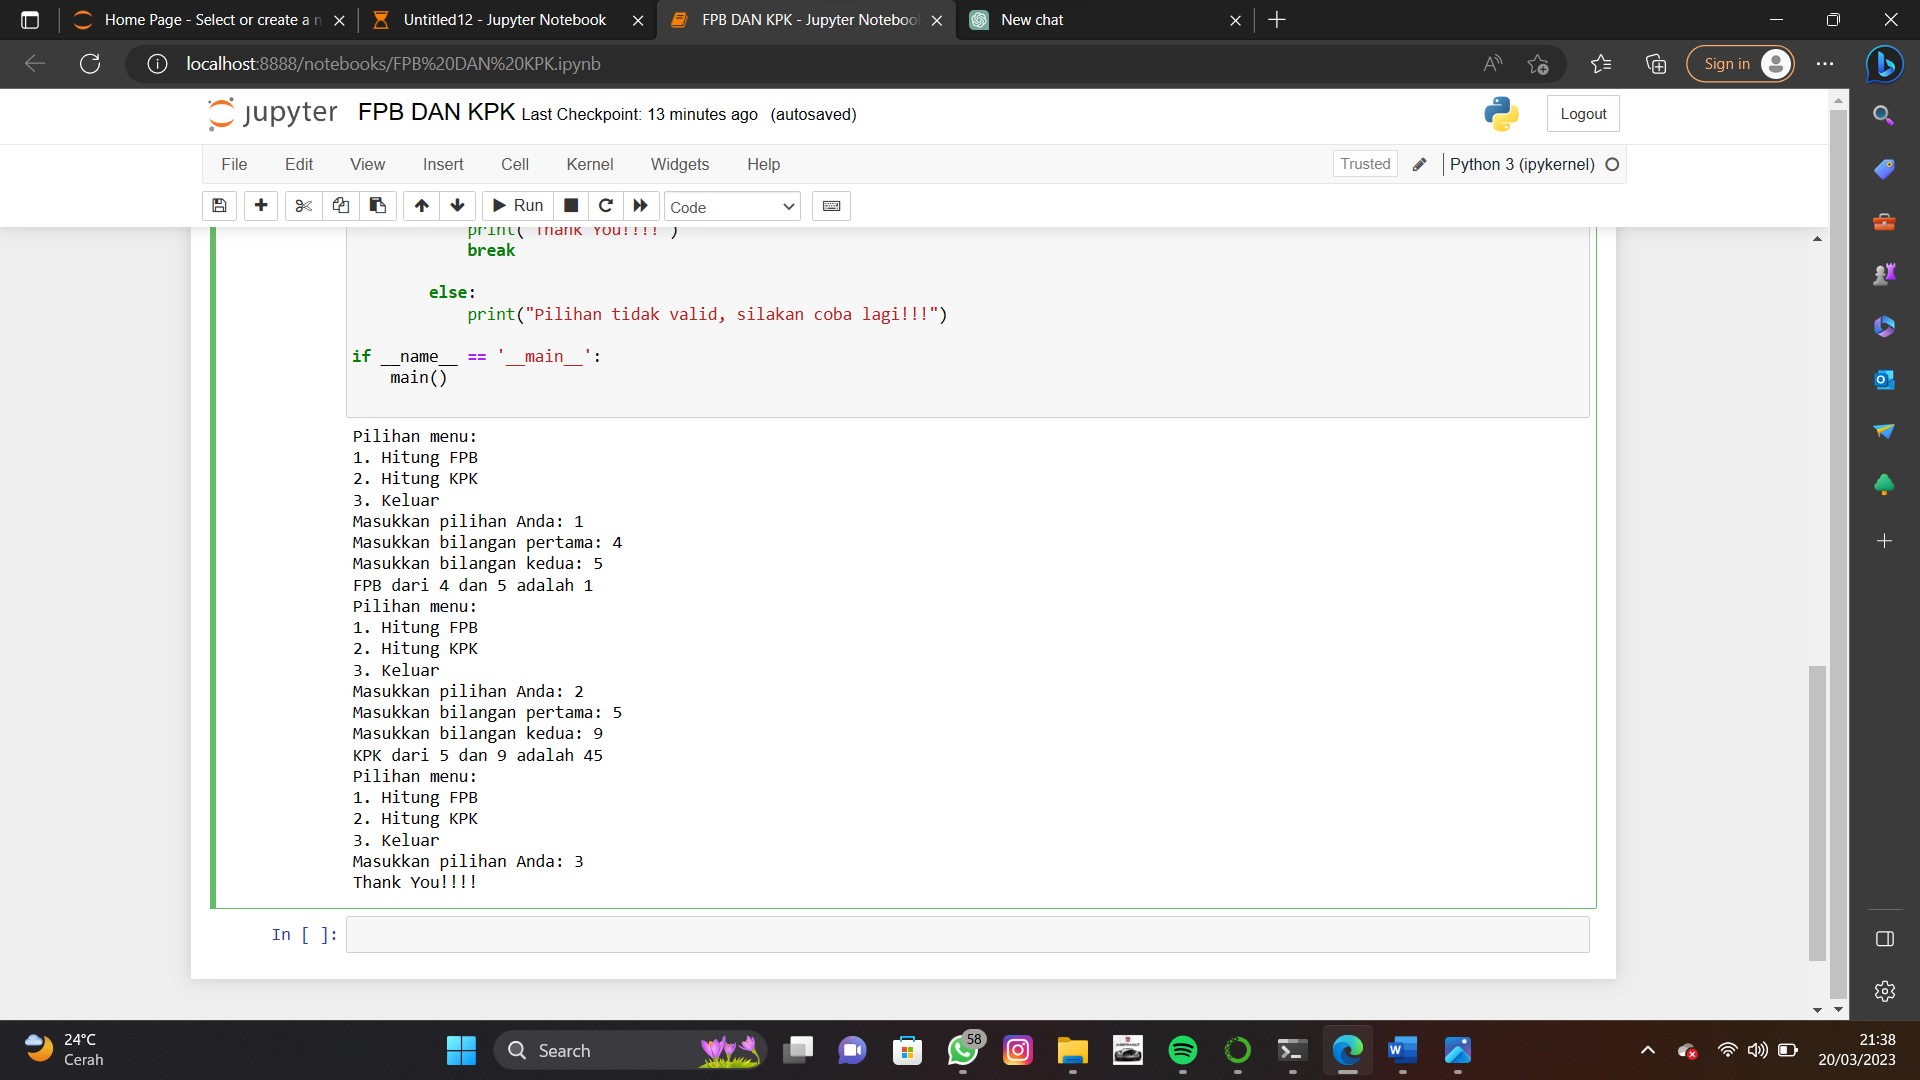 Home Page - Select or create a n
Untitled12 - Jupyter Notebook
FPB DAN KPK - Jupyter Notebook
New chat
localhost:8888/notebooks/FPB%20DAN%20KPK.ipynb
Sign in
jupyter FPB DAN KPK Last Checkpoint: 13 minutes ago (autosaved)
Logout
File Edit View Insert Cell Kernel Widgets Help
Trusted
Python 3 (ipykernel)
Run
Code
print("Thank You!!!!")
break
else:
print("Pilihan tidak valid, silakan coba lagi!!!")
if __name__ == '__main__':
main()
Pilihan menu:
1. Hitung FPB
2. Hitung KPK
3. Keluar
Masukkan pilihan Anda: 1
Masukkan bilangan pertama: 4
Masukkan bilangan kedua: 5
FPB dari 4 dan 5 adalah 1
Pilihan menu:
1. Hitung FPB
2. Hitung KPK
3. Keluar
Masukkan pilihan Anda: 2
Masukkan bilangan pertama: 5
Masukkan bilangan kedua: 9
KPK dari 5 dan 9 adalah 45
Pilihan menu:
1. Hitung FPB
2. Hitung KPK
3. Keluar
Masukkan pilihan Anda: 3
Thank You!!!!
In [ ]:
24°C
Cerah
Search
58
21:38
20/03/2023